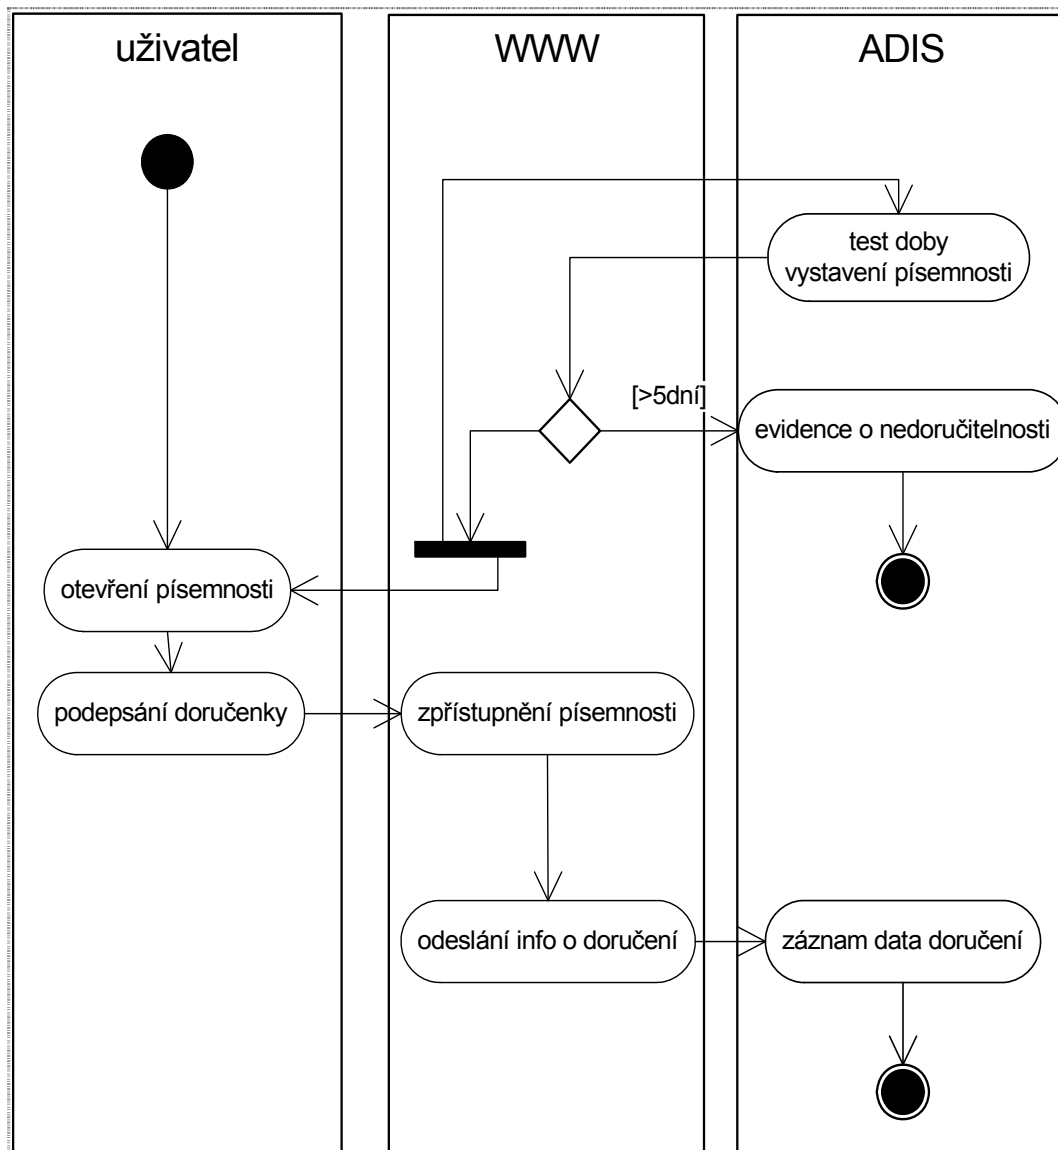 uživatel
WWW
ADIS
test doby
vystavení písemnosti
[>5dní]
evidence o nedoručitelnosti
otevření písemnosti
podepsání doručenky
zpřístupnění písemnosti
odeslání info o doručení
záznam data doručení